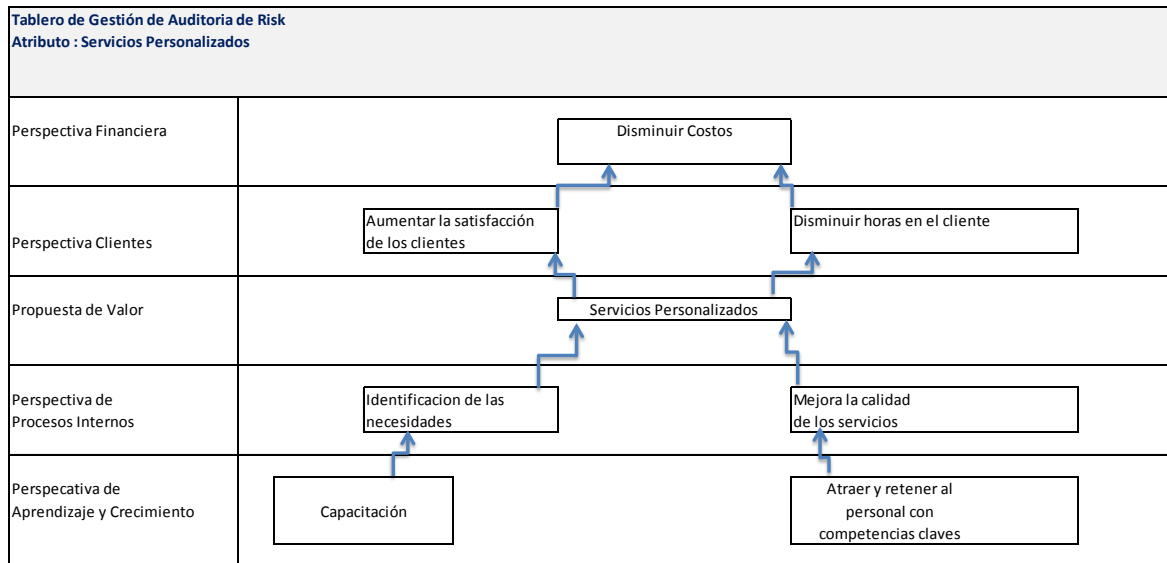 Tablero de Gestión de Auditoria de Risk
Atributo : Servicios Personalizados
Perspectiva Financiera
Disminuir Costos
Perspectiva Clientes
Aumentar la satisfacción
de los clientes
Disminuir horas en el cliente
Propuesta de Valor
Servicios Personalizados
Perspectiva de
Procesos Internos
Identificacion de las
necesidades
Mejora la calidad
de los servicios
Perspecativa de
Aprendizaje y Crecimiento
Capacitación
Atraer y retener al
personal con
competencias claves